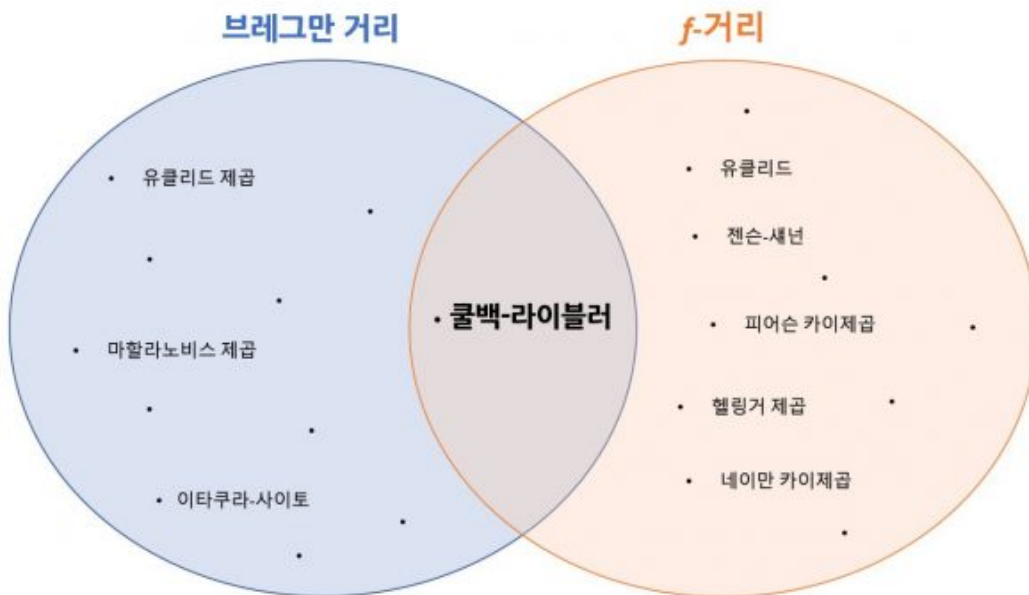 브레그만 거리
f-거리
유클리드 제곱
마할라노비스 제곱
이타쿠라-사이토
쿨백-라이블러
유클리드
젠슨-섀넌
피어슨 카이제곱
헬링거 제곱
네이만 카이제곱